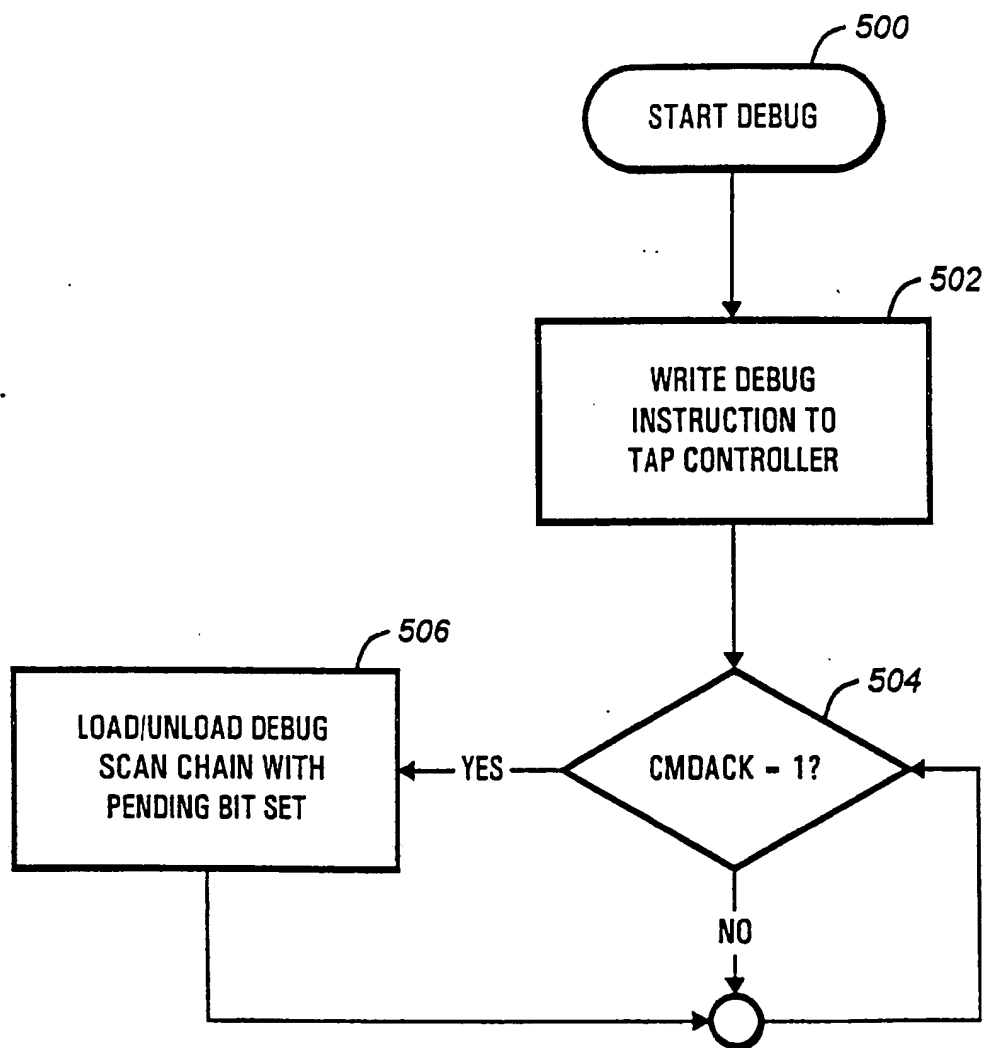 500
START DEBUG
502
WRITE DEBUG
INSTRUCTION TO
TAP CONTROLLER
504
CMDACK = 1?
YES
NO
506
LOAD/UNLOAD DEBUG
SCAN CHAIN WITH
PENDING BIT SET